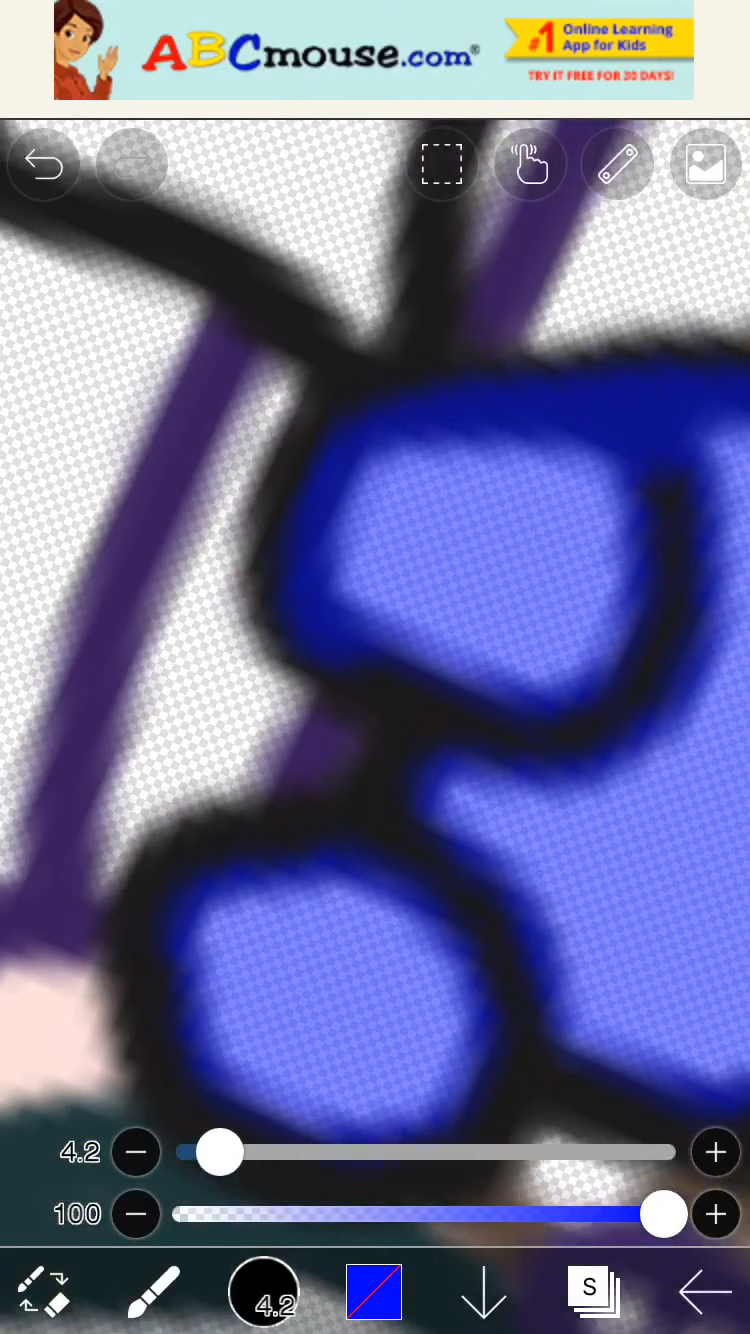 ABCmouse.com®
#1 Online Learning
App for Kids
TRY IT FREE FOR 30 DAYS!
4.2
100
4.2
S